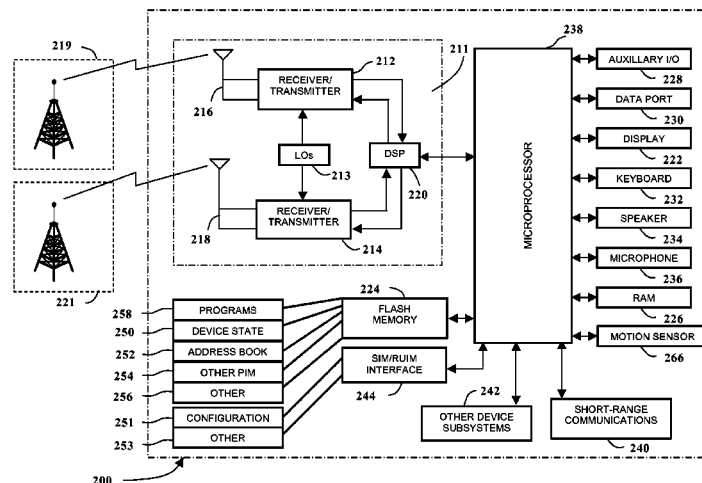 219
212
211
238
RECEIVER/
TRANSMITTER
216
LOs
213
DSP
220
RECEIVER/
TRANSMITTER
218
214
221
MICROPROCESSOR
AUXILLARY I/O
228
DATA PORT
230
DISPLAY
222
KEYBOARD
232
SPEAKER
234
MICROPHONE
236
RAM
226
MOTION SENSOR
266
224
FLASH
MEMORY
258 PROGRAMS
250 DEVICE STATE
252 ADDRESS BOOK
254 OTHER PIM
256 OTHER
251 CONFIGURATION
253 OTHER
SIM/RUIM
INTERFACE
244
242
OTHER DEVICE
SUBSYSTEMS
SHORT-RANGE
COMMUNICATIONS
240
200